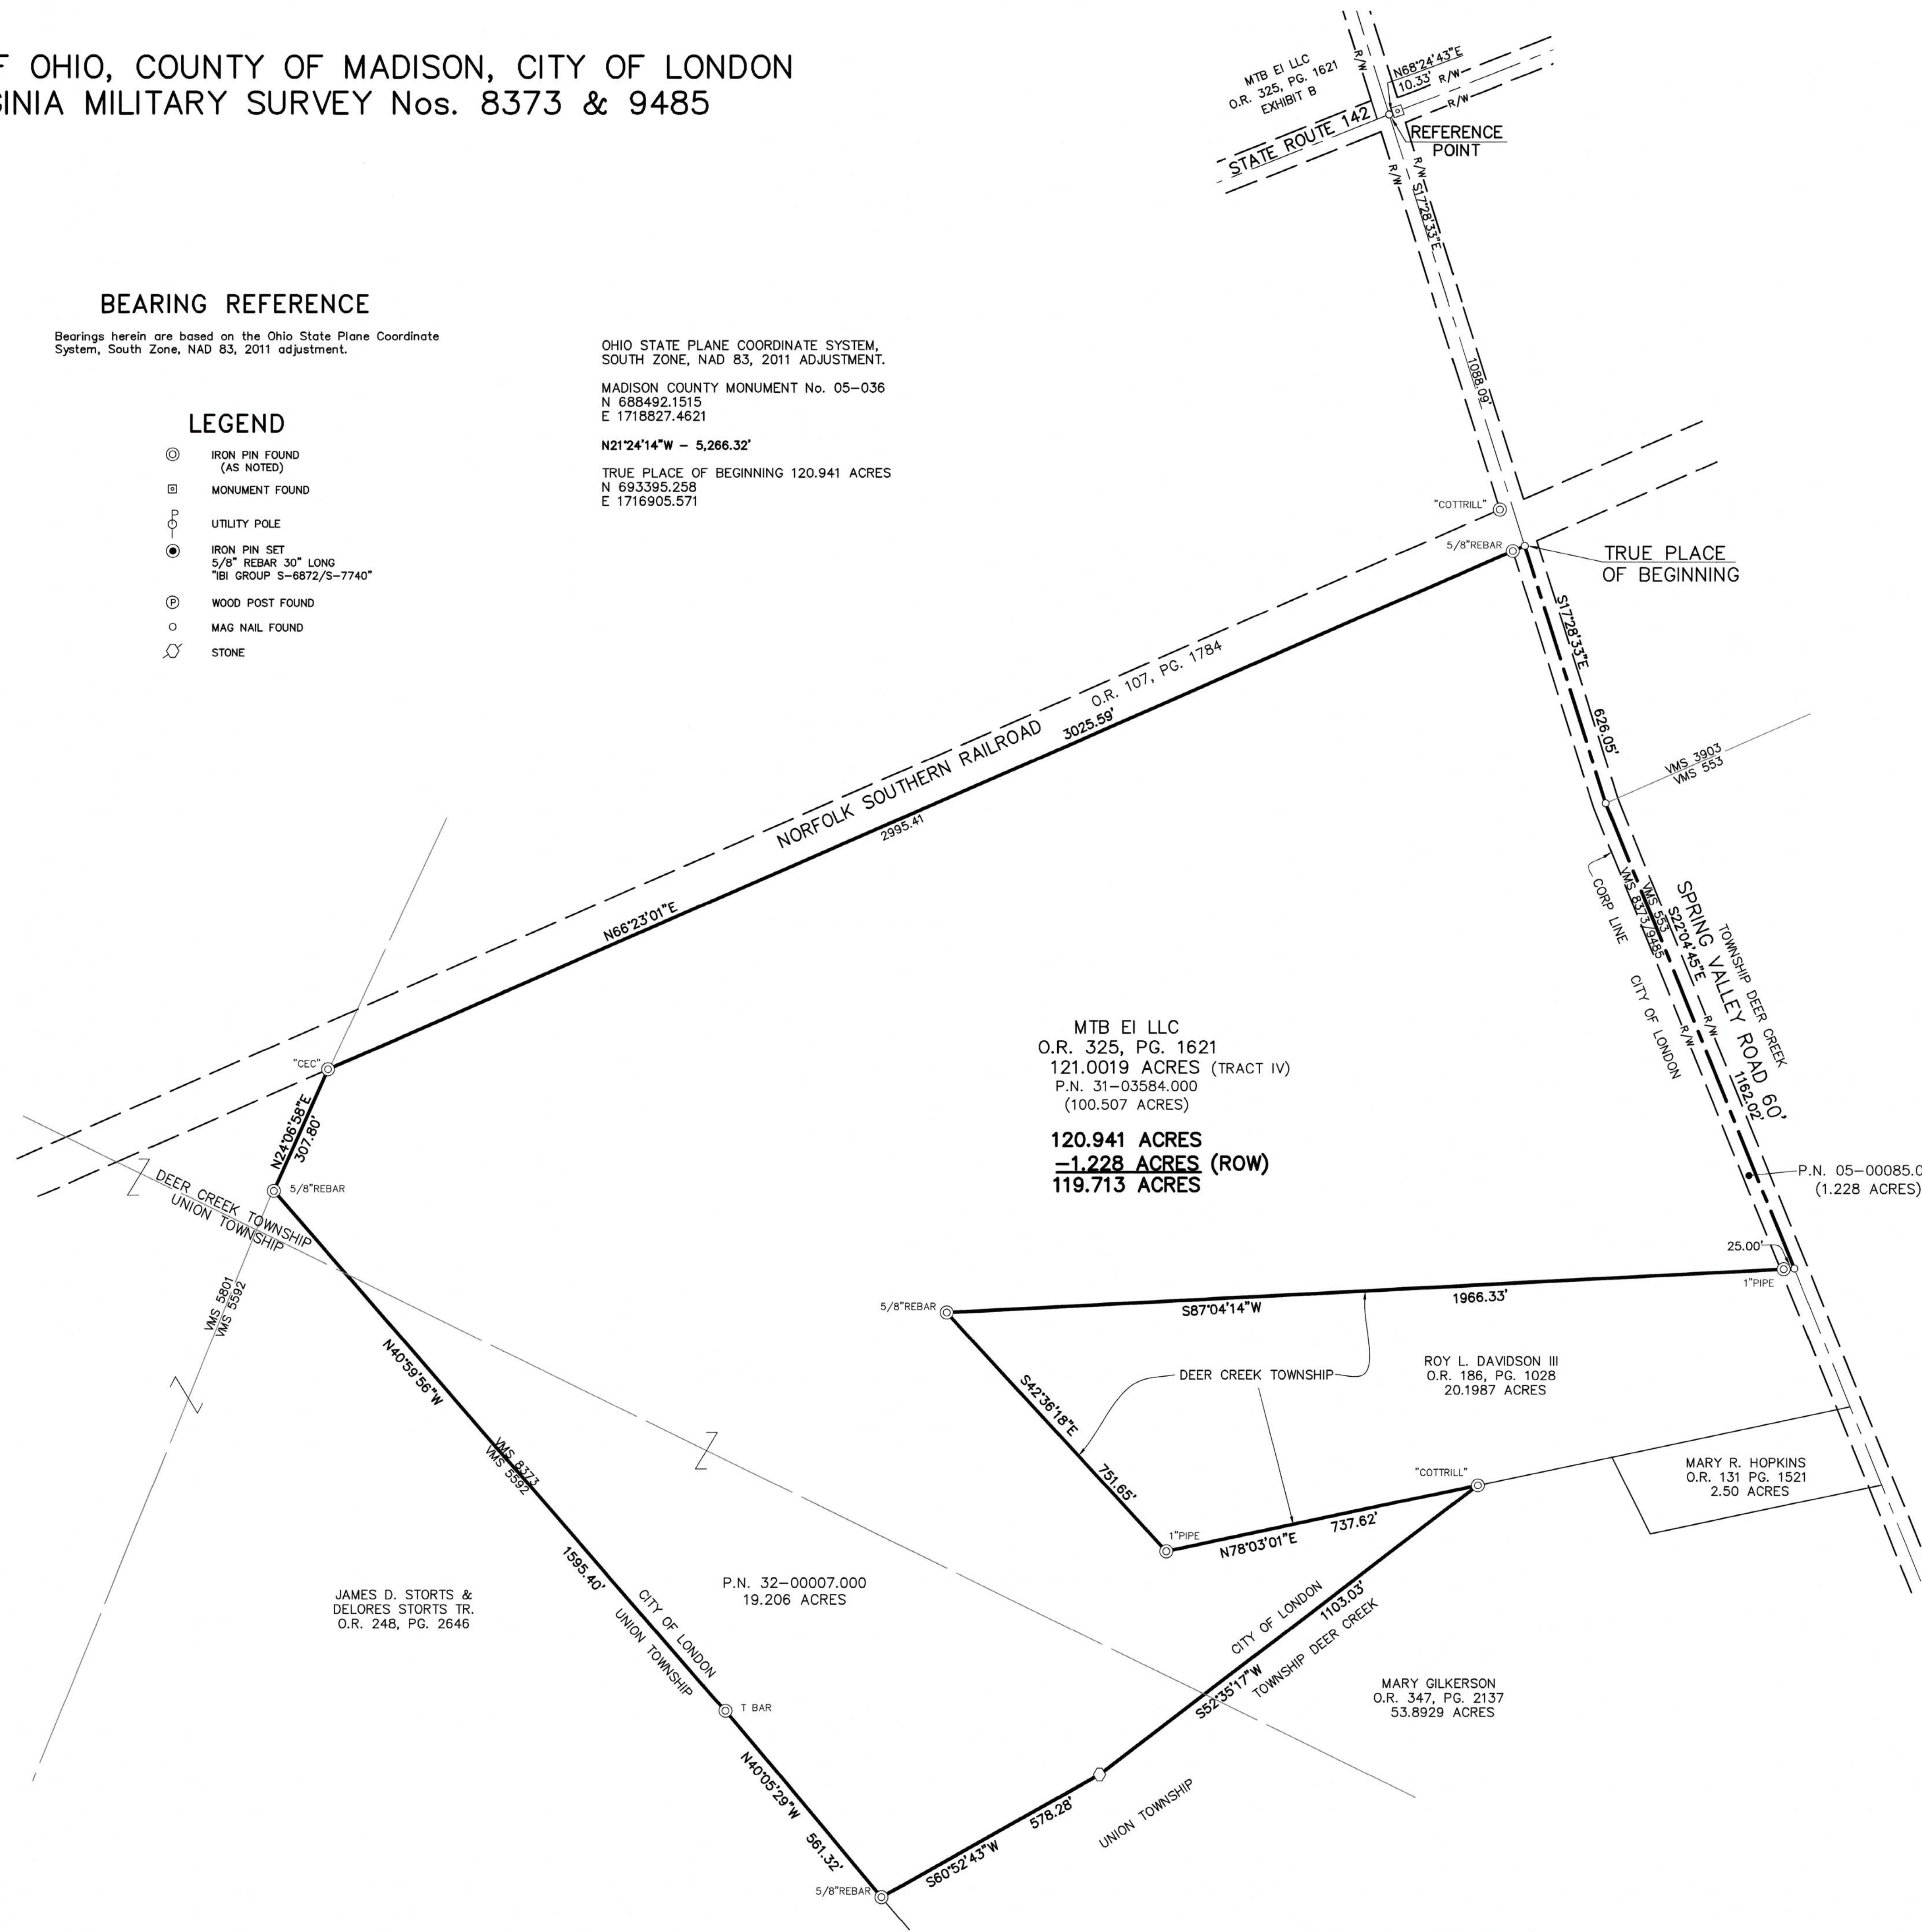 F OHIO, COUNTY OF MADISON, CITY OF LONDON
GINIA MILITARY SURVEY Nos. 8373 & 9485
BEARING REFERENCE
Bearings herein are based on the Ohio State Plane Coordinate
System, South Zone, NAD 83, 2011 adjustment.
LEGEND
IRON PIN FOUND
(AS NOTED)
MONUMENT FOUND
P
UTILITY POLE
IRON PIN SET
5/8" REBAR 30" LONG
"IBI GROUP S-6872/S-7740"
P
WOOD POST FOUND
MAG NAIL FOUND
STONE
OHIO STATE PLANE COORDINATE SYSTEM,
SOUTH ZONE, NAD 83, 2011 ADJUSTMENT.
MADISON COUNTY MONUMENT No. 05-036
N 688492.1515
E 1718827.4621
N21°24'14"W - 5,266.32'
TRUE PLACE OF BEGINNING 120.941 ACRES
N 693395.258
E 1716905.571
MTB EI LLC
O.R. 325, PG. 1621
EXHIBIT B
R/W
N68°24'43"E
10.33'
R/W
R/W
STATE ROUTE 142
REFERENCE
POINT
R/W
R/W
S17°28'33"E
1088.09'
"COTTRILL"
5/8"REBAR
TRUE PLACE
OF BEGINNING
S17°28'33"E
626.05'
O.R. 107, PG. 1784
NORFOLK SOUTHERN RAILROAD
3025.59'
2995.41
N66°23'01"E
VMS 3903
VMS 553
CORP LINE
CITY OF LONDON
VMS 8373/9485
VMS 553
S22°04'45"E
SPRING VALLEY ROAD 60'
TOWNSHIP DEER CREEK
R/W
R/W
1162.02'
P.N. 05-00085.0
(1.228 ACRES)
25.00'
1"PIPE
"CEC"
N24°06'58"E
307.80'
5/8"REBAR
DEER CREEK TOWNSHIP
UNION TOWNSHIP
VMS 5801
VMS 5592
MTB EI LLC
O.R. 325, PG. 1621
121.0019 ACRES (TRACT IV)
P.N. 31-03584.000
(100.507 ACRES)
120.941 ACRES
-1.228 ACRES (ROW)
119.713 ACRES
5/8"REBAR
S87°04'14"W
1966.33'
DEER CREEK TOWNSHIP
ROY L. DAVIDSON III
O.R. 186, PG. 1028
20.1987 ACRES
S42°36'18"E
751.65'
1"PIPE
N78°03'01"E
737.62'
"COTTRILL"
MARY R. HOPKINS
O.R. 131 PG. 1521
2.50 ACRES
N40°59'56"W
VMS 8373
VMS 5592
1595.40'
CITY OF LONDON
UNION TOWNSHIP
JAMES D. STORTS &
DELORES STORTS TR.
O.R. 248, PG. 2646
P.N. 32-00007.000
19.206 ACRES
CITY OF LONDON
1103.03'
S52°35'17"W
TOWNSHIP DEER CREEK
MARY GILKERSON
O.R. 347, PG. 2137
53.8929 ACRES
T BAR
N40°05'29"W
561.32'
5/8"REBAR
S60°52'43"W
578.28'
UNION TOWNSHIP